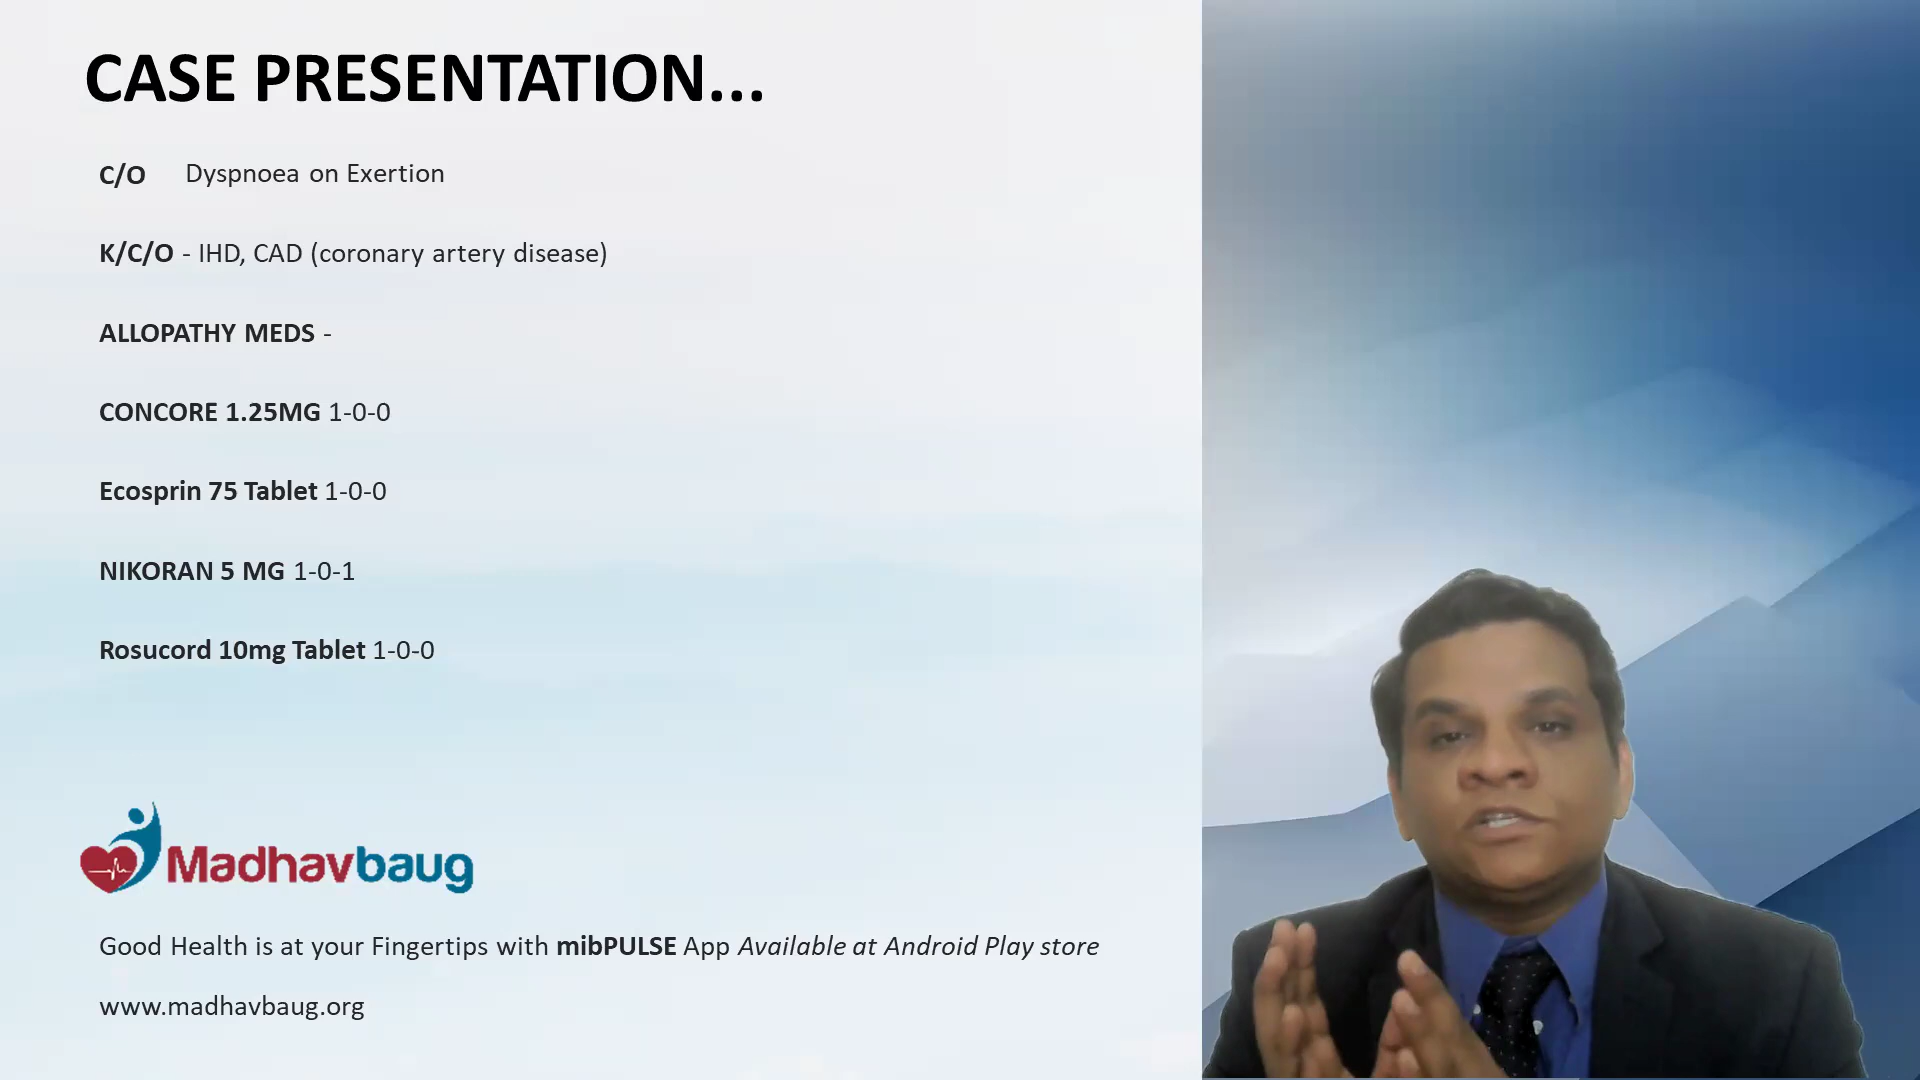 CASE PRESENTATION...
C/O Dyspnoea on Exertion
K/C/O - IHD, CAD (coronary artery disease)
ALLOPATHY MEDS -
CONCORE 1.25MG 1-0-0
Ecosprin 75 Tablet 1-0-0
NIKORAN 5 MG 1-0-1
Rosucord 10mg Tablet 1-0-0
Madhavbaug
Good Health is at your Fingertips with mibPULSE App Available at Android Play store
www.madhavbaug.org